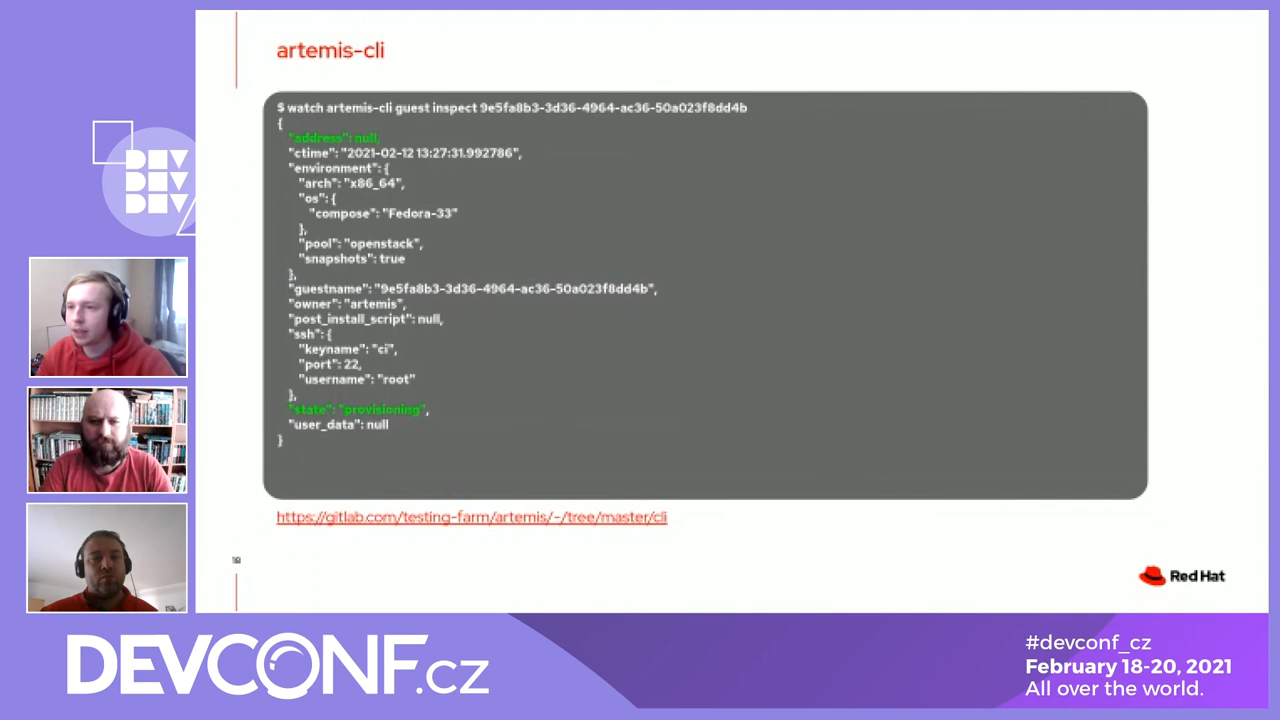 artemis-cli
$ watch artemis-cli guest inspect 9e5fa8b3-3d36-4964-ac36-50a023f8dd4b
{
"address": null,
"ctime": "2021-02-12 13:27:31.992786",
"environment": {
"arch": "x86_64",
"os": {
"compose": "Fedora-33"
},
"pool": "openstack",
"snapshots": true
},
"guestname": "9e5fa8b3-3d36-4964-ac36-50a023f8dd4b",
"owner": "artemis",
"post_install_script": null,
"ssh": {
"keyname": "ci",
"port": 22,
"username": "root"
},
"state": "provisioning",
"user_data": null
}
https://gitlab.com/testing-farm/artemis/-/tree/master/cli
Red Hat
DEV
DEV
DEV
DEVCONF.cz
#devconf_cz
February 18-20, 2021
All over the world.